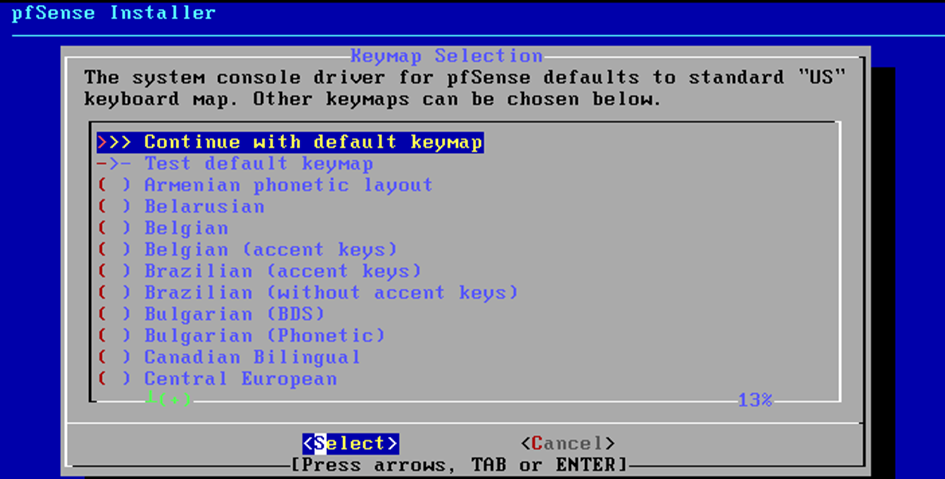 pfSense Installer
Keymap Selection
The system console driver for pfSense defaults to standard "US"
keyboard map. Other keymaps can be chosen below.
>>> Continue with default keymap
->- Test default keymap
( ) Armenian phonetic layout
( ) Belarusian
( ) Belgian
( ) Belgian (accent keys)
( ) Brazilian (accent keys)
( ) Brazilian (without accent keys)
( ) Bulgarian (BDS)
( ) Bulgarian (Phonetic)
( ) Canadian Bilingual
( ) Central European
└(+) 13%
<Select> <Cancel>
[Press arrows, TAB or ENTER]